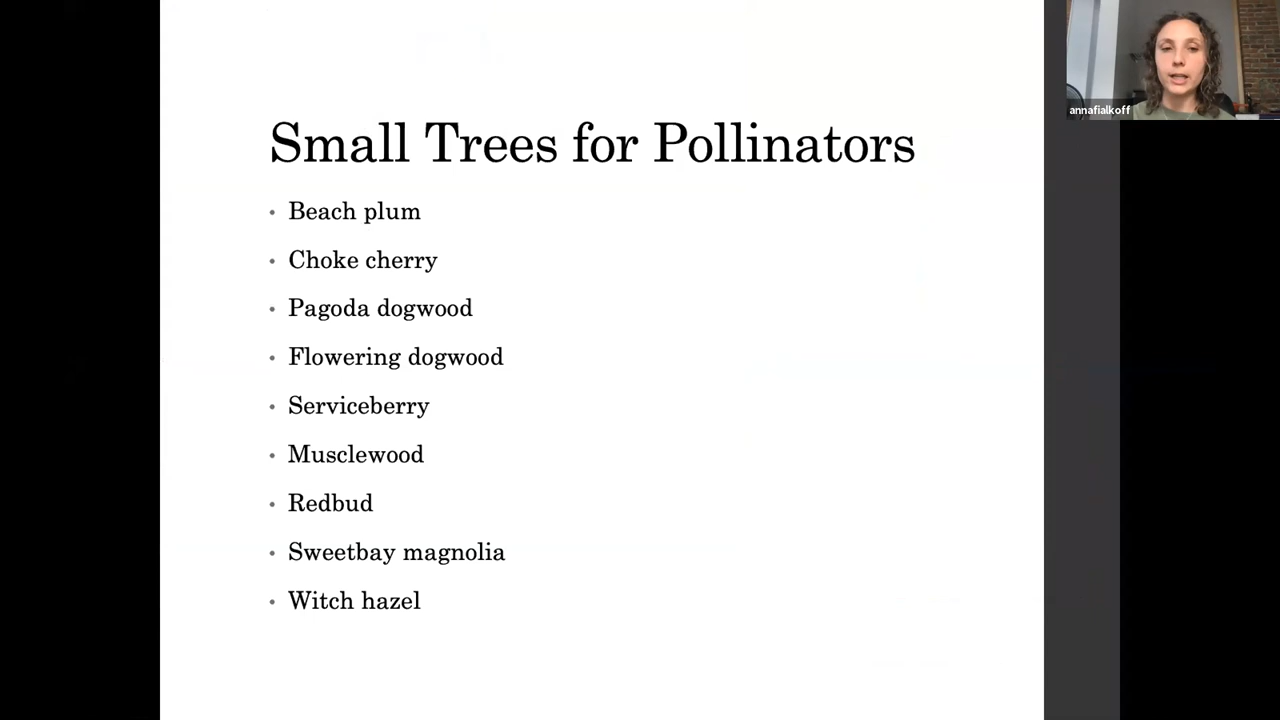 Small Trees for Pollinators
• Beach plum
• Choke cherry
• Pagoda dogwood
• Flowering dogwood
• Serviceberry
• Musclewood
• Redbud
• Sweetbay magnolia
• Witch hazel
annafialkoff